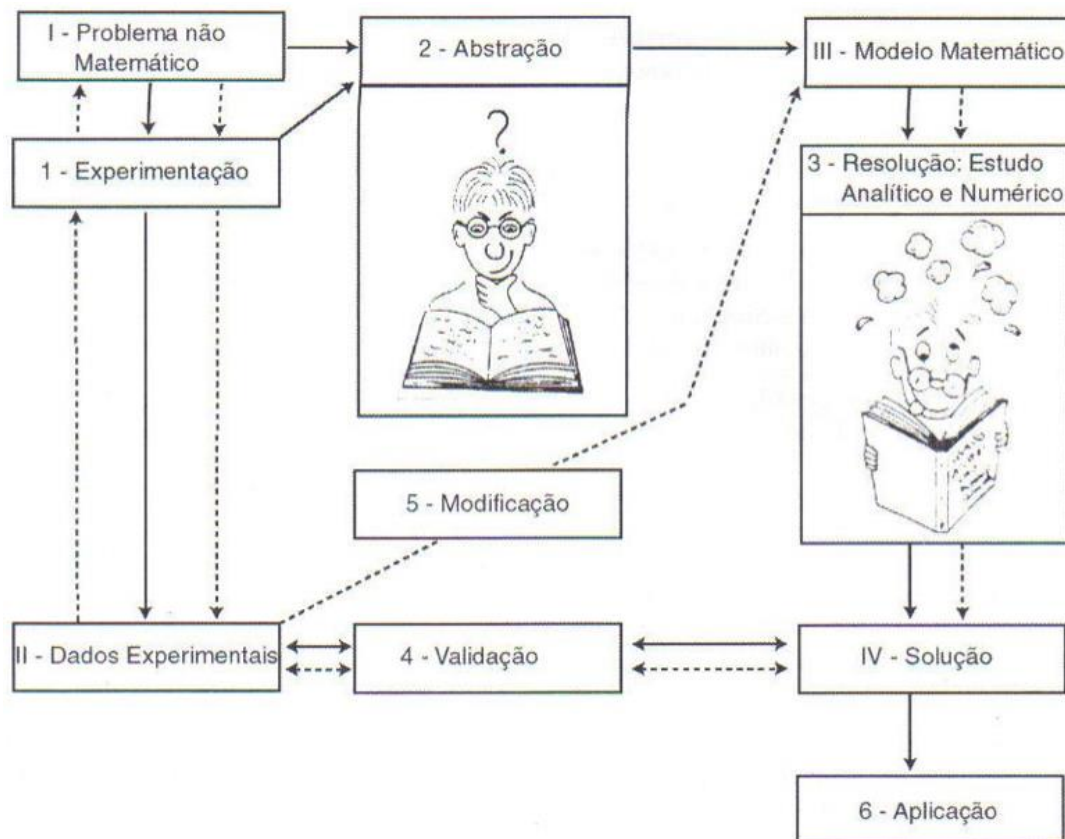 I - Problema não
Matemático
2 - Abstração
III - Modelo Matemático
?
1 - Experimentação
3 - Resolução: Estudo
Analítico e Numérico
5 - Modificação
II - Dados Experimentais
4 - Validação
IV - Solução
6 - Aplicação